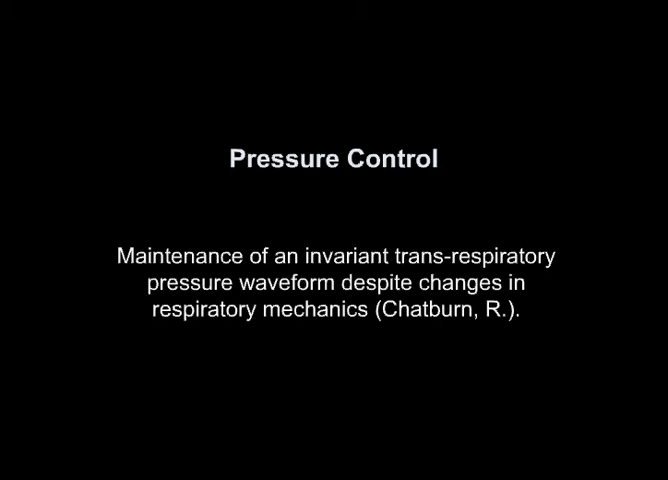 Pressure Control
Maintenance of an invariant trans-respiratory
pressure waveform despite changes in
respiratory mechanics (Chatburn, R.).